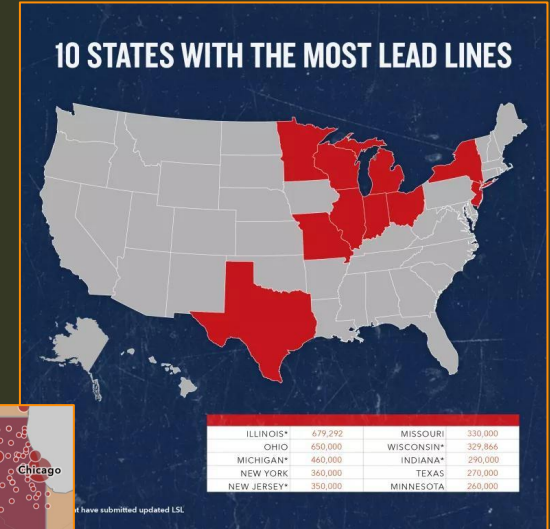 10 STATES WITH THE MOST LEAD LINES
ILLINOIS* 679,292 MISSOURI 330,000
OHIO 650,000 WISCONSIN* 329,866
MICHIGAN* 460,000 INDIANA* 290,000
NEW YORK 360,000 TEXAS 270,000
NEW JERSEY* 350,000 MINNESOTA 260,000
Chicago
at have submitted updated LSL